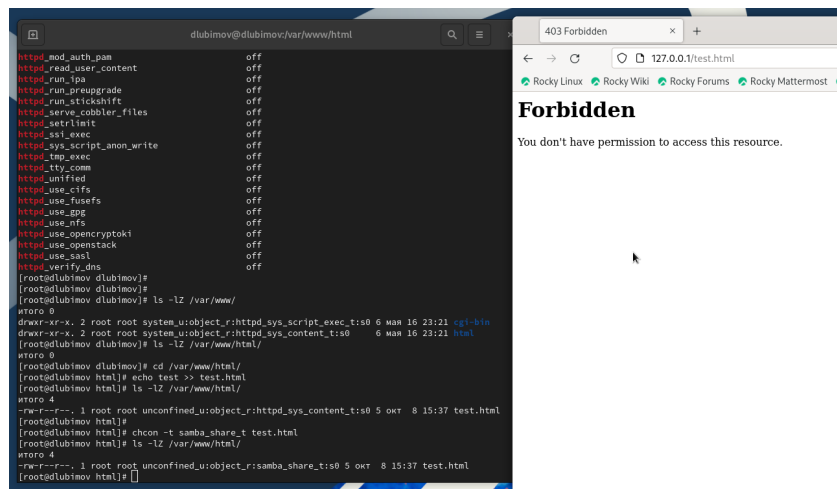 dlubimov@dlubimov:/var/www/html
httpd_mod_auth_pam off
httpd_read_user_content off
httpd_run_ipa off
httpd_run_preupgrade off
httpd_run_stickshift off
httpd_serve_cobbler_files off
httpd_setrlimit off
httpd_ssi_exec off
httpd_sys_script_anon_write off
httpd_tmp_exec off
httpd_tty_comm off
httpd_unified off
httpd_use_cifs off
httpd_use_fusefs off
httpd_use_gpg off
httpd_use_nfs off
httpd_use_opencryptoki off
httpd_use_openstack off
httpd_use_sasl off
httpd_verify_dns off
[root@dlubimov dlubimov]#
[root@dlubimov dlubimov]#
[root@dlubimov dlubimov]# ls -lZ /var/www/
итого 0
drwxr-xr-x. 2 root root system_u:object_r:httpd_sys_script_exec_t:s0 6 мая 16 23:21 cgi-bin
drwxr-xr-x. 2 root root system_u:object_r:httpd_sys_content_t:s0 6 мая 16 23:21 html
[root@dlubimov dlubimov]# ls -lZ /var/www/html/
итого 0
[root@dlubimov dlubimov]# cd /var/www/html/
[root@dlubimov html]# echo test >> test.html
[root@dlubimov html]# ls -lZ /var/www/html/
итого 4
-rw-r--r--. 1 root root unconfined_u:object_r:httpd_sys_content_t:s0 5 окт 8 15:37 test.html
[root@dlubimov html]#
[root@dlubimov html]# chcon -t samba_share_t test.html
[root@dlubimov html]# ls -lZ /var/www/html/
итого 4
-rw-r--r--. 1 root root unconfined_u:object_r:samba_share_t:s0 5 окт 8 15:37 test.html
[root@dlubimov html]#
403 Forbidden
127.0.0.1/test.html
Rocky Linux Rocky Wiki Rocky Forums Rocky Mattermost
Forbidden
You don't have permission to access this resource.